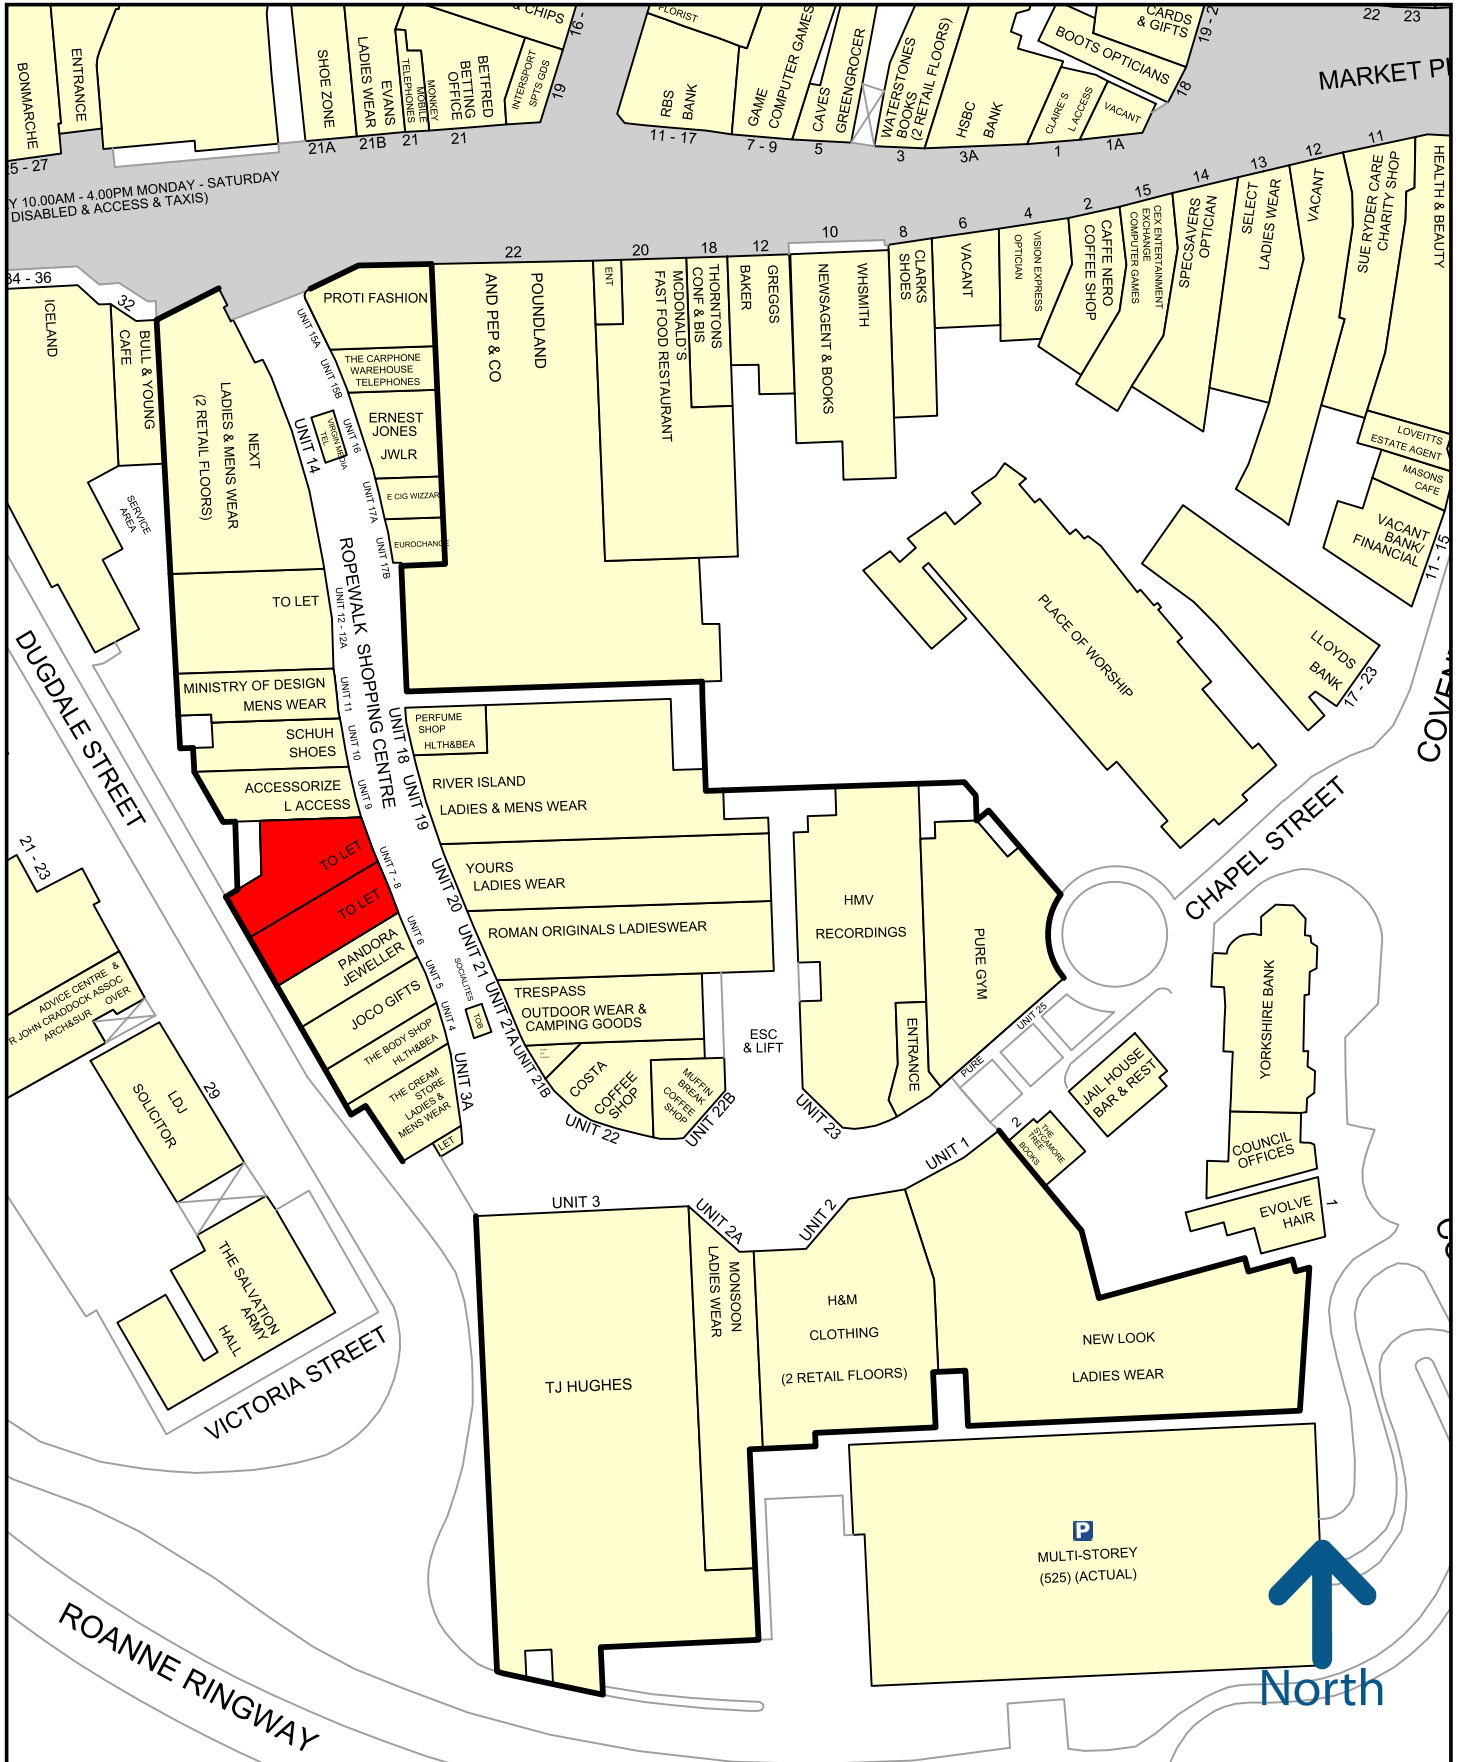 BONMARCHE
ENTRANCE
SHOE ZONE
LADIES WEAR
EVANS
TELEPHONES
MOBILE
MONKEY
BETFRED
BETTING
OFFICE
INTERSPORT
SPTS GDS
& CHIPS
16 -
19
21A
21B
21
21
FLORIST
RBS
BANK
11 - 17
GAME
COMPUTER GAMES
7 - 9
CAVES
GREENGROCER
5
WATERSTONES
BOOKS
(2 RETAIL FLOORS)
3
HSBC
BANK
3A
CLAIRE'S
L ACCESS
1
VACANT
1A
BOOTS OPTICIANS
18
CARDS
& GIFTS
19 - 2
22
23
MARKET PL
5 - 27
Y 10.00AM - 4.00PM MONDAY - SATURDAY
DISABLED & ACCESS & TAXIS)
34 - 36
32
ICELAND
BULL & YOUNG
CAFE
SERVICE
AREA
NEXT
LADIES & MENS WEAR
(2 RETAIL FLOORS)
UNIT 14
PROTI FASHION
UNIT 15A
THE CARPHONE
WAREHOUSE
TELEPHONES
UNIT 15B
VIRGIN MEDIA
TEL
ERNEST
JONES
JWLR
UNIT 16
E CIG WIZZAR
UNIT 17A
EUROCHANGE
UNIT 17B
22
POUNDLAND
AND PEP & CO
20
ENT
MCDONALD'S
FAST FOOD RESTAURANT
18
THORNTONS
CONF & BIS
12
GREGGS
BAKER
10
WHSMITH
NEWSAGENT & BOOKS
8
CLARKS
SHOES
6
VACANT
4
VISION EXPRESS
OPTICIAN
2
CAFE NERO
COFFEE SHOP
15
CEX ENTERTAINMENT
EXCHANGE
COMPUTER GAMES
14
SPECSAVERS
OPTICIAN
13
SELECT
LADIES WEAR
12
VACANT
11
SUE RYDER CARE
CHARITY SHOP
HEALTH & BEAUTY
LOVEITTS
ESTATE AGENT
MASONS
CAFE
VACANT
BANK/
FINANCIAL
11 - 15
LLOYDS
BANK
17 - 23
PLACE OF WORSHIP
COVEN
CHAPEL STREET
ROPEWALK SHOPPING CENTRE
TO LET
UNIT 12 - 12A
MINISTRY OF DESIGN
MENS WEAR
UNIT 11
SCHUH
SHOES
UNIT 10
ACCESSORIZE
L ACCESS
UNIT 9
TO LET
TO LET
UNIT 7 - 8
PANDORA
JEWELLER
UNIT 6
JOCO GIFTS
UNIT 5
THE BODY SHOP
HLTH&BEA
UNIT 4
THE CREAM
STORE
LADIES &
MENS WEAR
UNIT 3A
LET
SOCIALITES
TOB
PERFUME
SHOP
HLTH&BEA
UNIT 18
RIVER ISLAND
LADIES & MENS WEAR
UNIT 19
YOURS
LADIES WEAR
UNIT 20
ROMAN ORIGINALS LADIESWEAR
UNIT 21
TRESPASS
OUTDOOR WEAR &
CAMPING GOODS
UNIT 21A
UNIT 21B
COSTA
COFFEE
SHOP
UNIT 22
MUFFIN
BREAK
COFFEE
SHOP
UNIT 22B
ESC
& LIFT
HMV
RECORDINGS
UNIT 23
ENTRANCE
PURE GYM
UNIT 25
PURE
DUGDALE STREET
21 - 23
ADVICE CENTRE &
R JOHN CRADDOCK ASSOC
ARCH&SUR OVER
LDJ
SOLICITOR
29
THE SALVATION
ARMY
HALL
VICTORIA STREET
UNIT 3
TJ HUGHES
UNIT 2A
MONSOON
LADIES WEAR
UNIT 2
H&M
CLOTHING
(2 RETAIL FLOORS)
UNIT 1
NEW LOOK
LADIES WEAR
2
THE
SYCAMORE
TREE
BOOKS
JAIL HOUSE
BAR & REST
YORKSHIRE BANK
COUNCIL
OFFICES
EVOLVE
HAIR
1
P
MULTI-STOREY
(525) (ACTUAL)
North
ROANNE RINGWAY